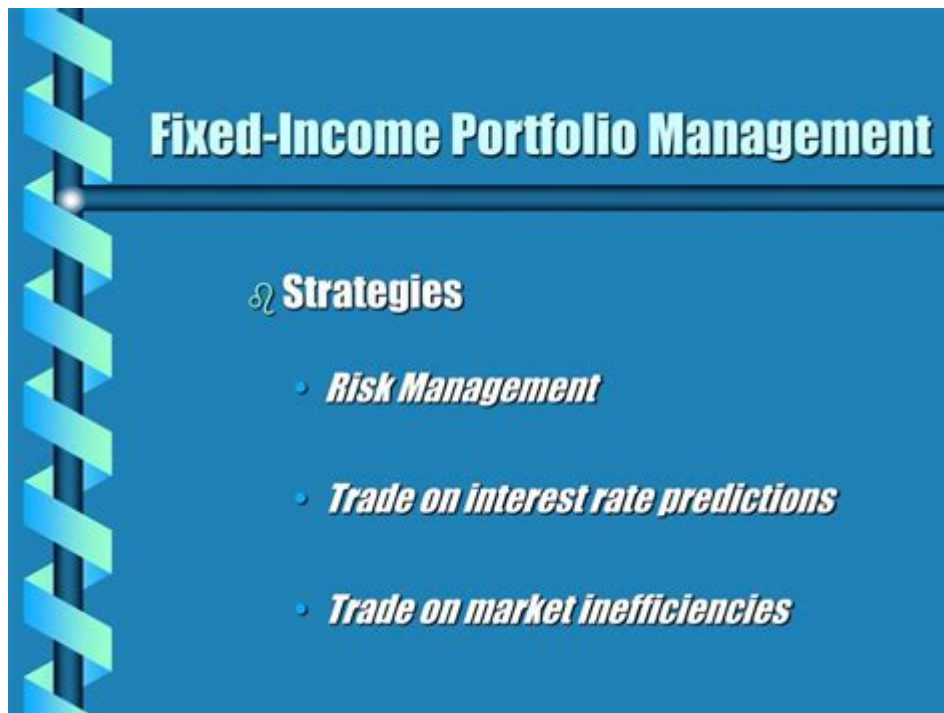 Fixed-Income Portfolio Management
Strategies
• Risk Management
• Trade on interest rate predictions
• Trade on market inefficiencies